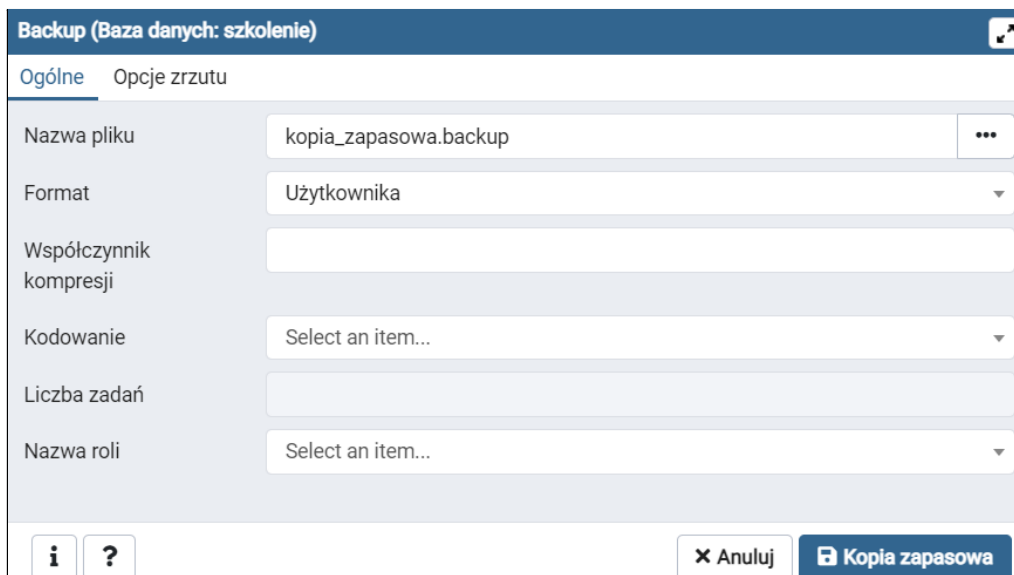 Backup (Baza danych: szkolenie)
Ogólne Opcje zrzutu
Nazwa pliku kopia_zapasowa.backup •••
Format Użytkownika
Współczynnik
kompresji
Kodowanie Select an item...
Liczba zadań
Nazwa roli Select an item...
i ? × Anuluj Kopia zapasowa